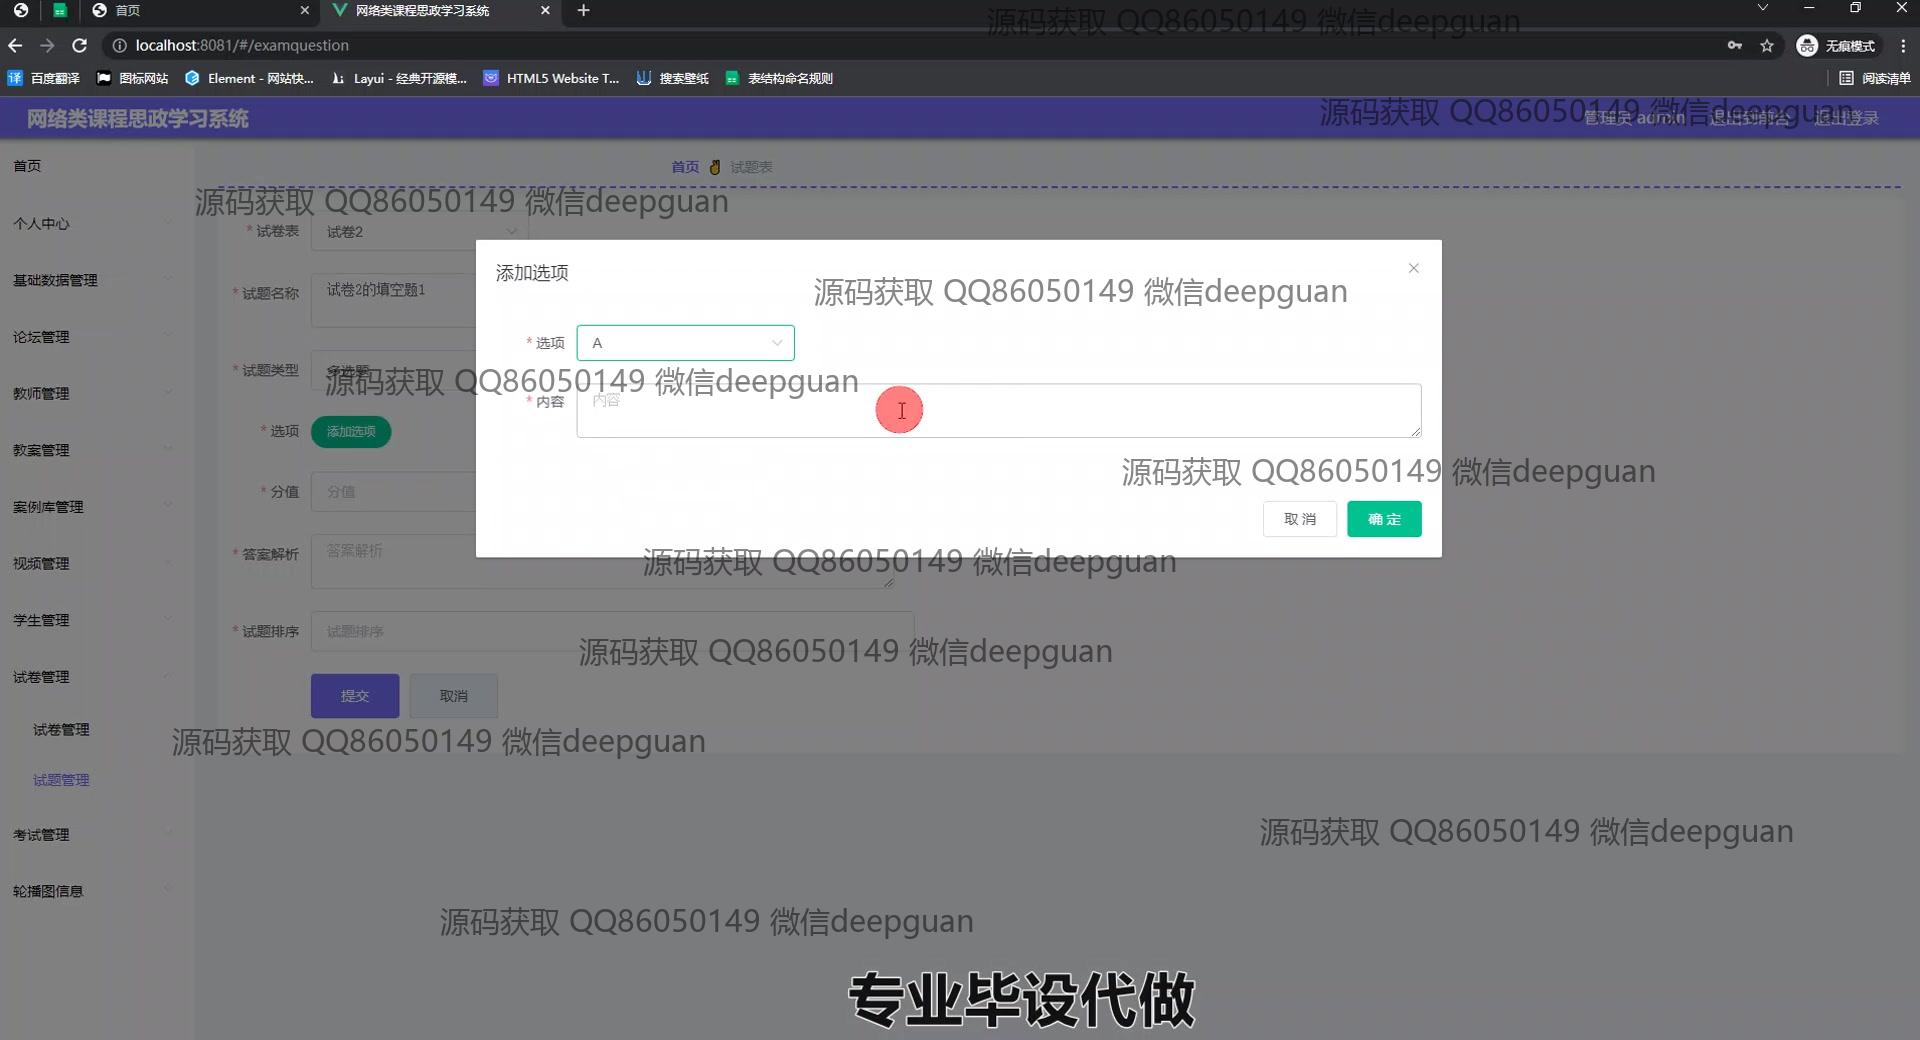 首页
网络类课程思政学习系统
localhost:8081/#/examquestion
无痕模式
百度翻译
图标网站
Element - 网站快...
Layui - 经典开源模...
HTML5 Website T...
搜索壁纸
表结构命名规则
阅读清单
源码获取 QQ86050149 微信deepguan
网络类课程思政学习系统
管理员 admin
退出到前台
退出登录
源码获取 QQ86050149 微信deepguan
首页
个人中心
基础数据管理
论坛管理
教师管理
教案管理
案例库管理
视频管理
学生管理
试卷管理
试卷管理
试题管理
考试管理
轮播图信息
首页
试题表
源码获取 QQ86050149 微信deepguan
* 试卷表
试卷2
* 试题名称
试卷2的填空题1
* 试题类型
多选题
* 选项
添加选项
* 分值
分值
* 答案解析
答案解析
* 试题排序
试题排序
提交
取消
添加选项
源码获取 QQ86050149 微信deepguan
* 选项
A
源码获取 QQ86050149 微信deepguan
* 内容
内容
源码获取 QQ86050149 微信deepguan
取消
确定
源码获取 QQ86050149 微信deepguan
源码获取 QQ86050149 微信deepguan
源码获取 QQ86050149 微信deepguan
源码获取 QQ86050149 微信deepguan
源码获取 QQ86050149 微信deepguan
专业毕设代做